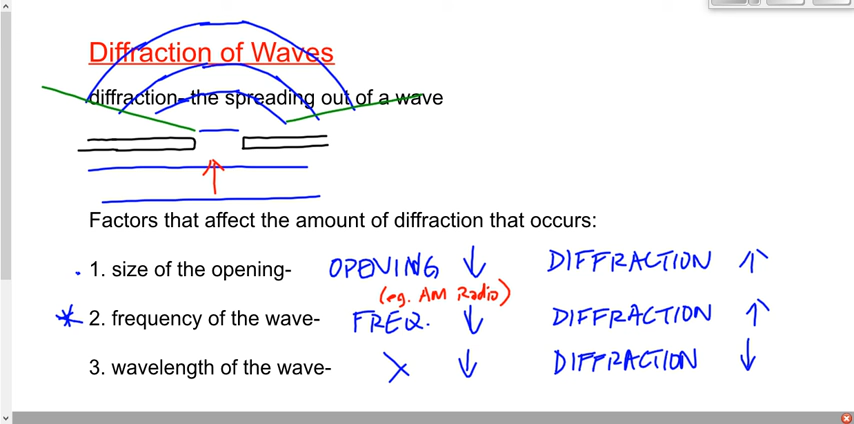 Diffraction of Waves
diffraction–the spreading out of a wave
Factors that affect the amount of diffraction that occurs:
1. size of the opening- OPENING ↓ DIFFRACTION ↑
(eg. AM Radio)
* 2. frequency of the wave- FREQ. ↓ DIFFRACTION ↑
3. wavelength of the wave- λ ↓ DIFFRACTION ↓